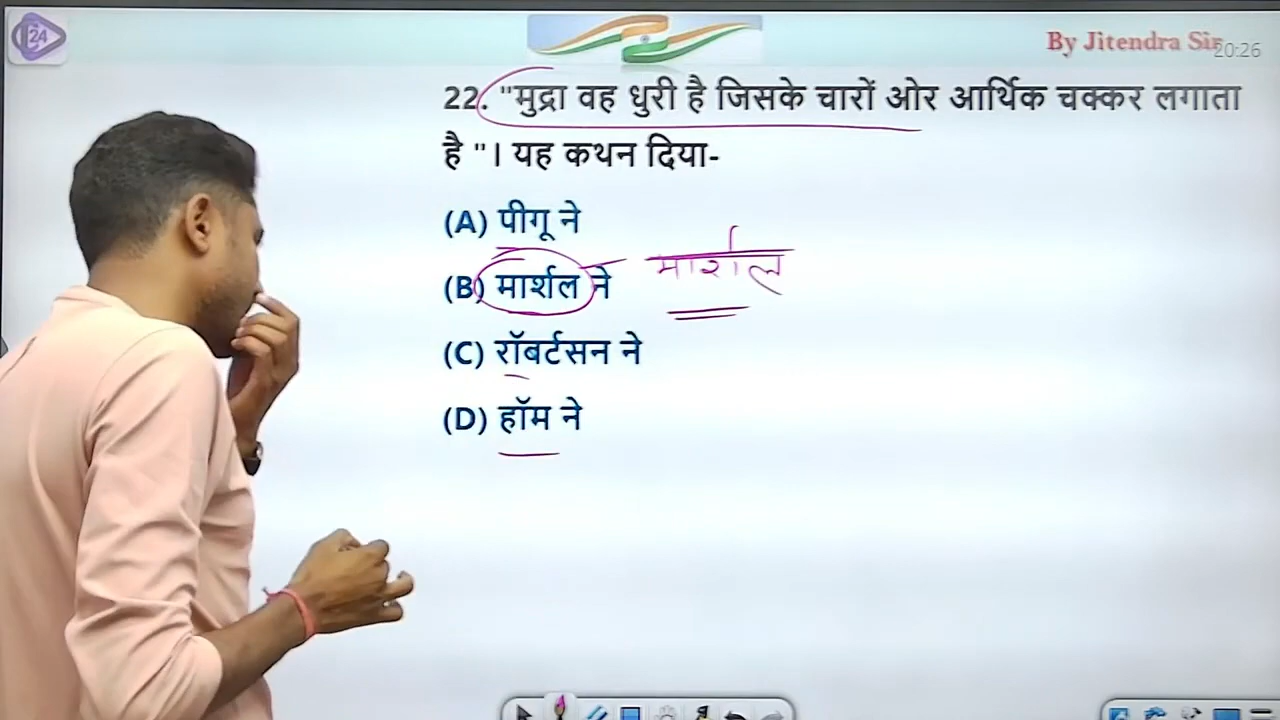 24
By Jitendra Sir
20:26
22. "मुद्रा वह धुरी है जिसके चारों ओर आर्थिक चक्कर लगाता
है "। यह कथन दिया-
(A) पीगू ने
(B) मार्शल ने
मार्शल
(C) रॉबर्टसन ने
(D) हॉम ने